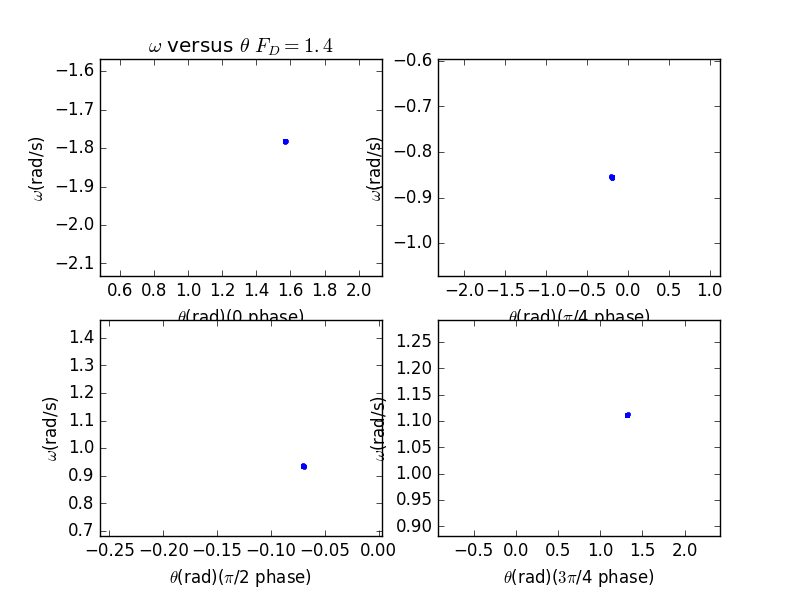 ω versus θ F_D = 1.4
−1.6
−1.7
−1.8
−1.9
−2.0
−2.1
ω(rad/s)
0.6 0.8 1.0 1.2 1.4 1.6 1.8 2.0
θ(rad)(0 phase)
−0.6
−0.7
−0.8
−0.9
−1.0
ω(rad/s)
−2.0 −1.5 −1.0 −0.5 0.0 0.5 1.0
θ(rad)(π/4 phase)
1.4
1.3
1.2
1.1
1.0
0.9
0.8
0.7
ω(rad/s)
−0.25 −0.20 −0.15 −0.10 −0.05 0.00
θ(rad)(π/2 phase)
1.25
1.20
1.15
1.10
1.05
1.00
0.95
0.90
ω(rad/s)
−0.5 0.0 0.5 1.0 1.5 2.0
θ(rad)(3π/4 phase)